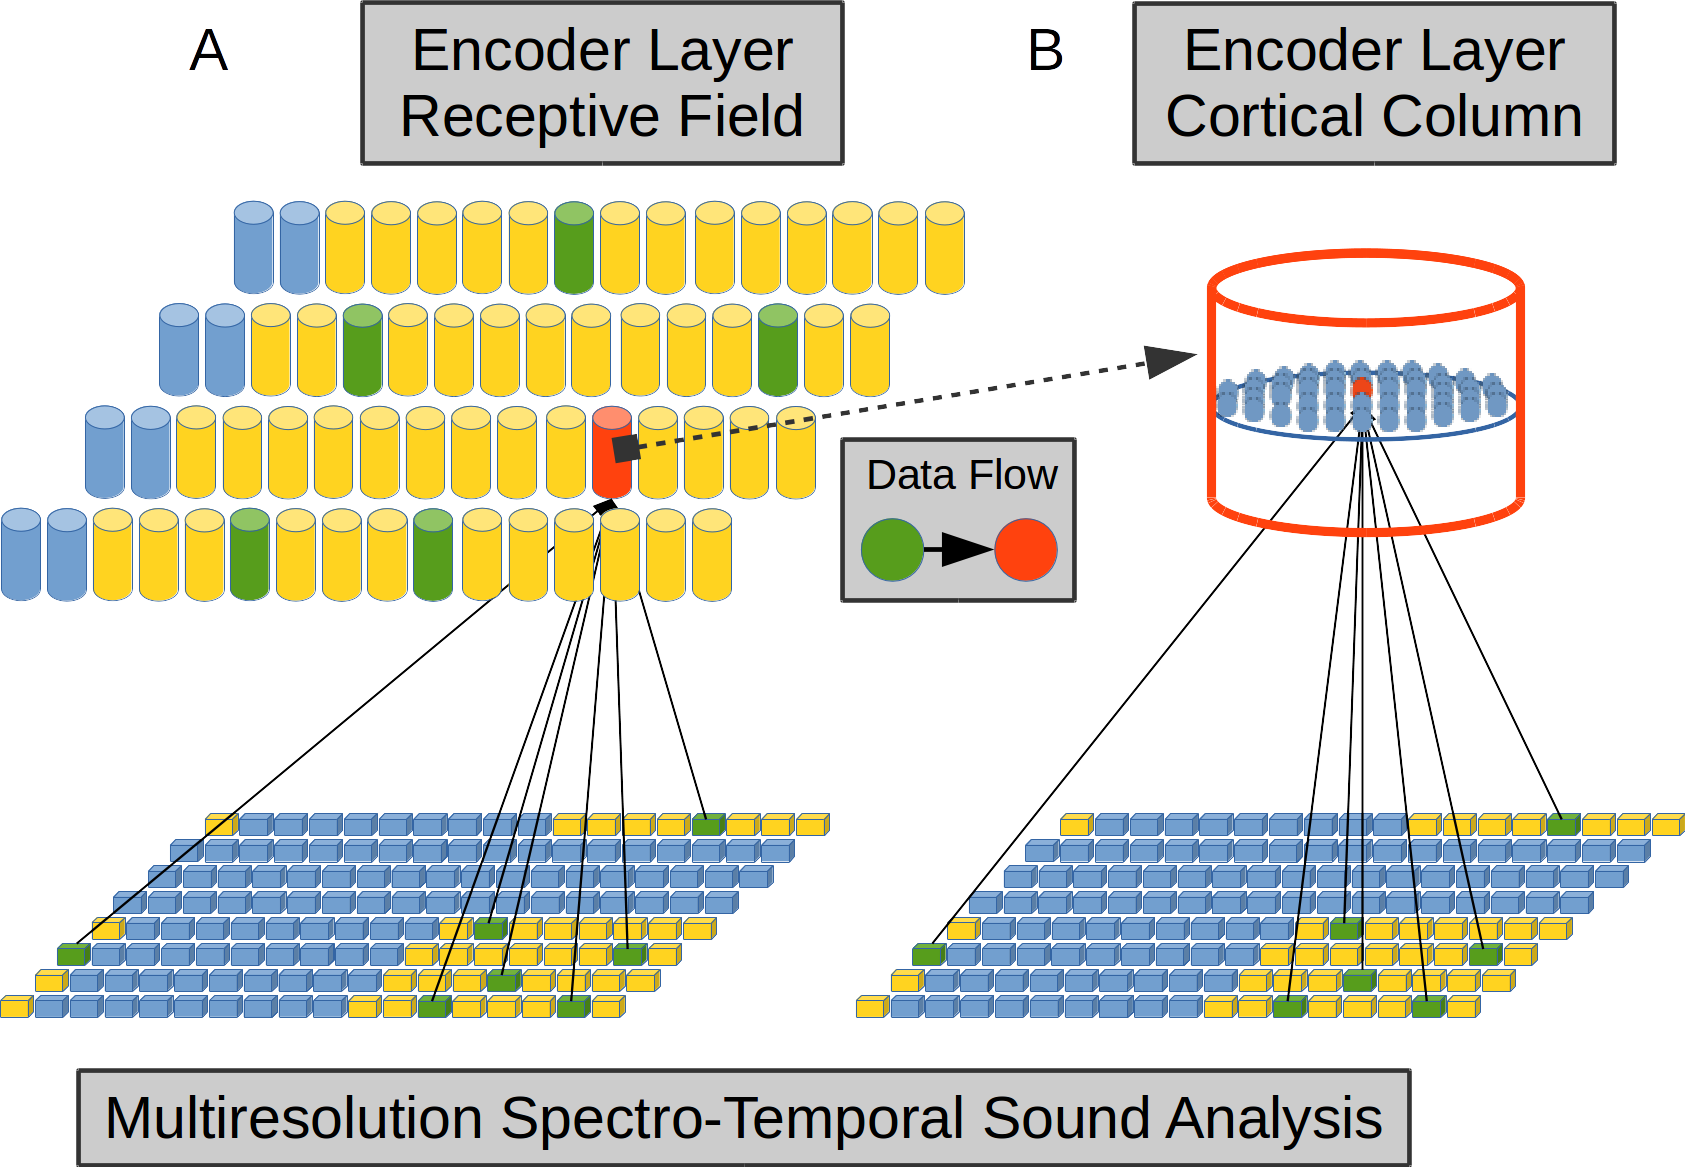 A
Encoder Layer
Receptive Field
B
Encoder Layer
Cortical Column
Data Flow
Multiresolution Spectro-Temporal Sound Analysis